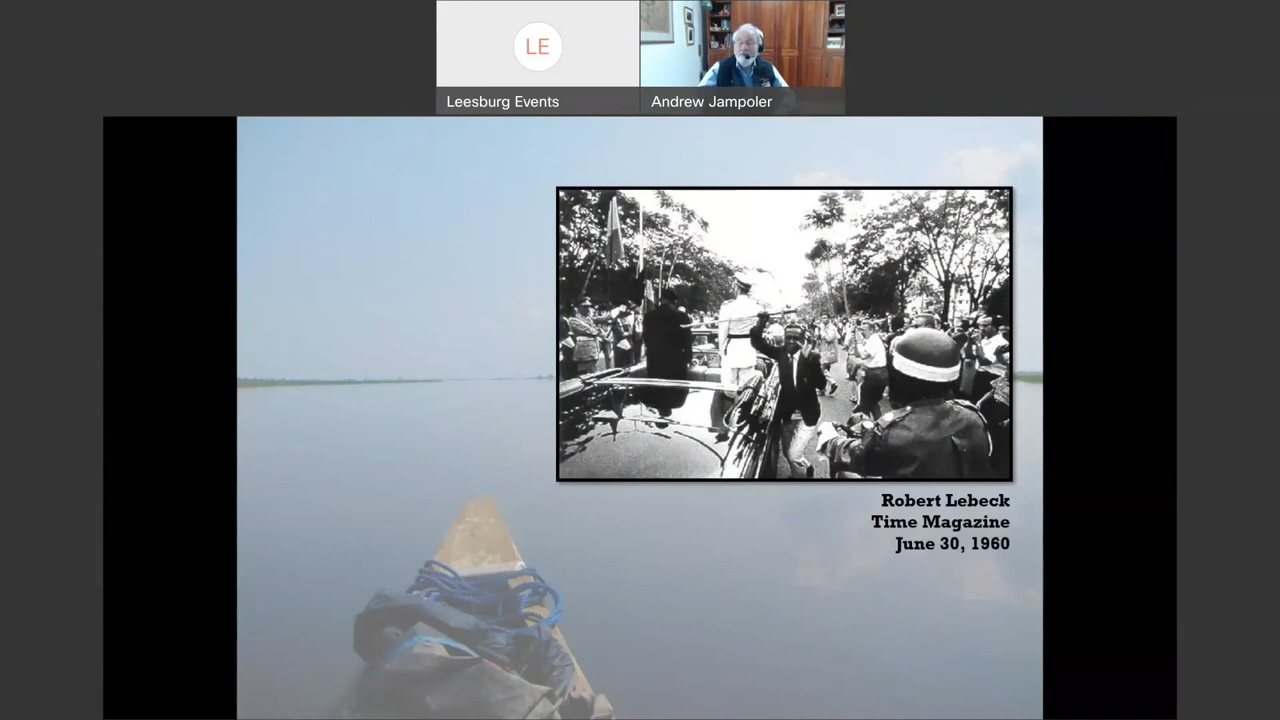 LE
Leesburg Events
Andrew Jampoler
Robert Lebeck
Time Magazine
June 30, 1960